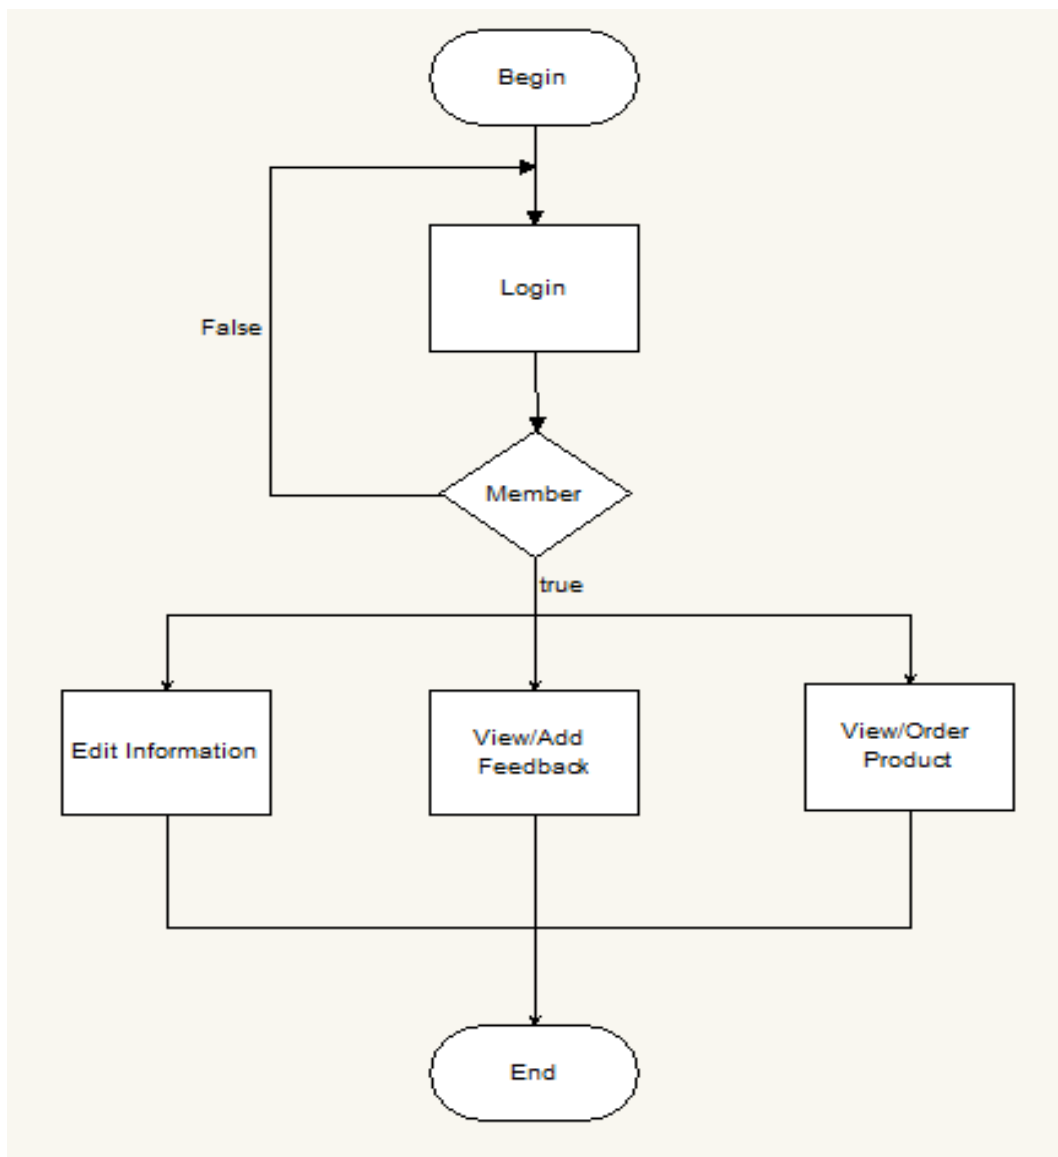 Begin
Login
False
Member
true
Edit Information
View/Add
Feedback
View/Order
Product
End